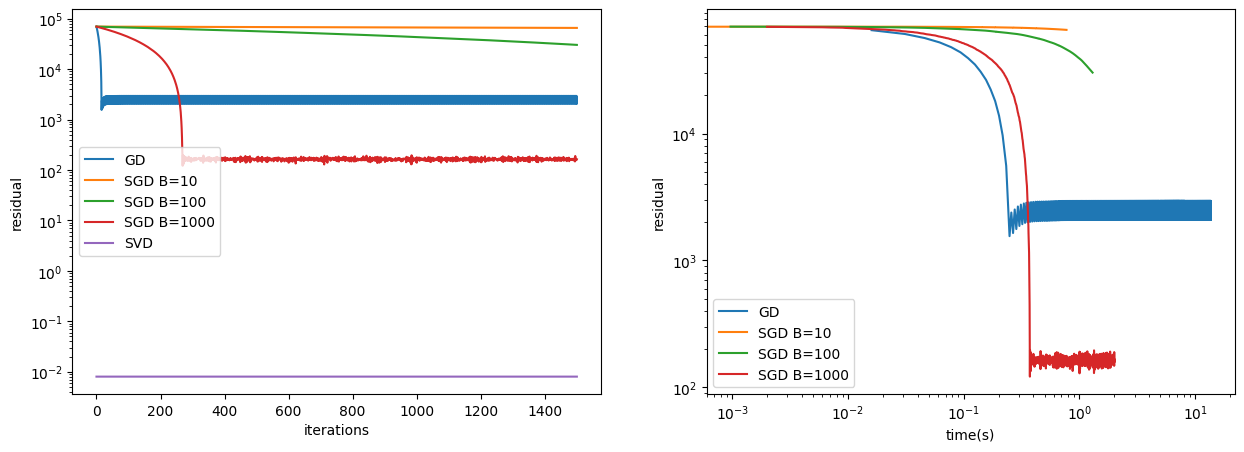 10^5
10^4
10^3
10^2
10^1
10^0
10^-1
10^-2
residual
GD
SGD B=10
SGD B=100
SGD B=1000
SVD
0 200 400 600 800 1000 1200 1400
iterations
10^4
10^3
10^2
residual
GD
SGD B=10
SGD B=100
SGD B=1000
10^-3 10^-2 10^-1 10^0 10^1
time(s)